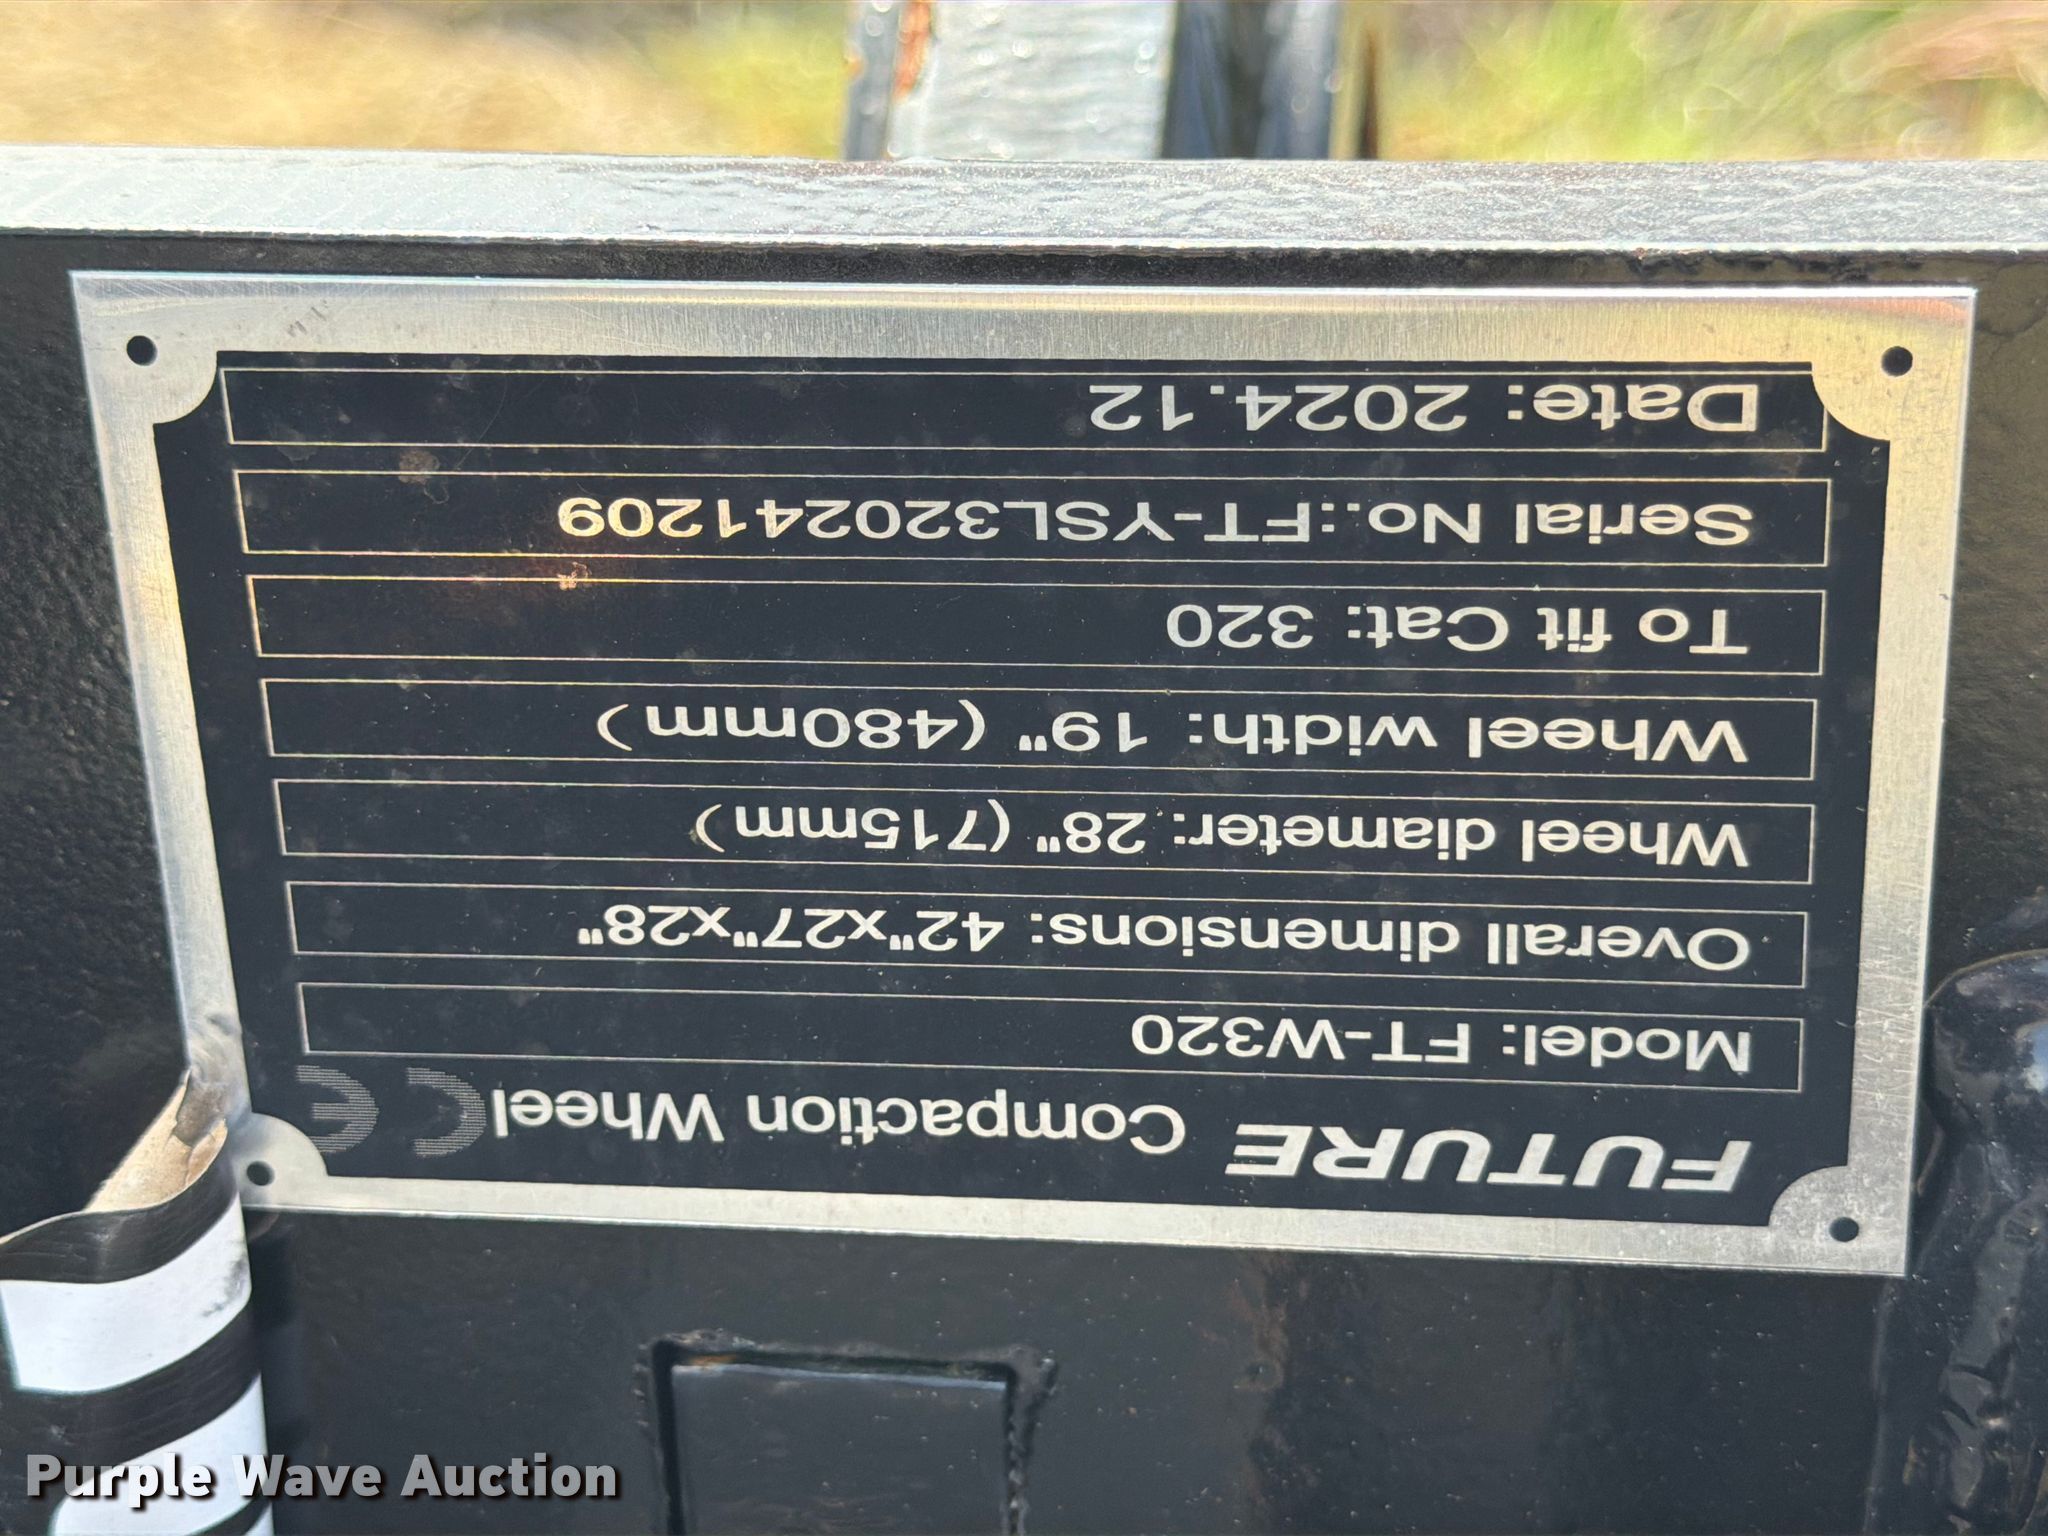 FUTURE Compaction Wheel CE
Model: FT-W320
Overall dimensions: 42"x27"x28"
Wheel diameter: 28" (715mm)
Wheel width: 19" (480mm)
To fit Cat: 320
Serial No.:FT-YSL320241209
Date: 2024.12
Purple Wave Auction